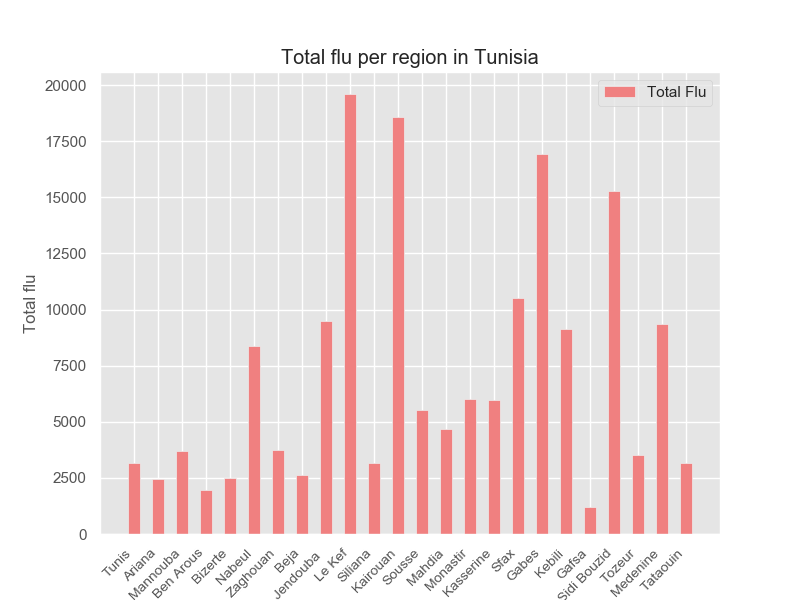 Total flu per region in Tunisia
Total Flu
Total flu
20000
17500
15000
12500
10000
7500
5000
2500
0
Tunis
Ariana
Mannouba
Ben Arous
Bizerte
Nabeul
Zaghouan
Beja
Jendouba
Le Kef
Siliana
Kairouan
Sousse
Mahdia
Monastir
Kasserine
Sfax
Gabes
Kebili
Gafsa
Sidi Bouzid
Tozeur
Medenine
Tataouin